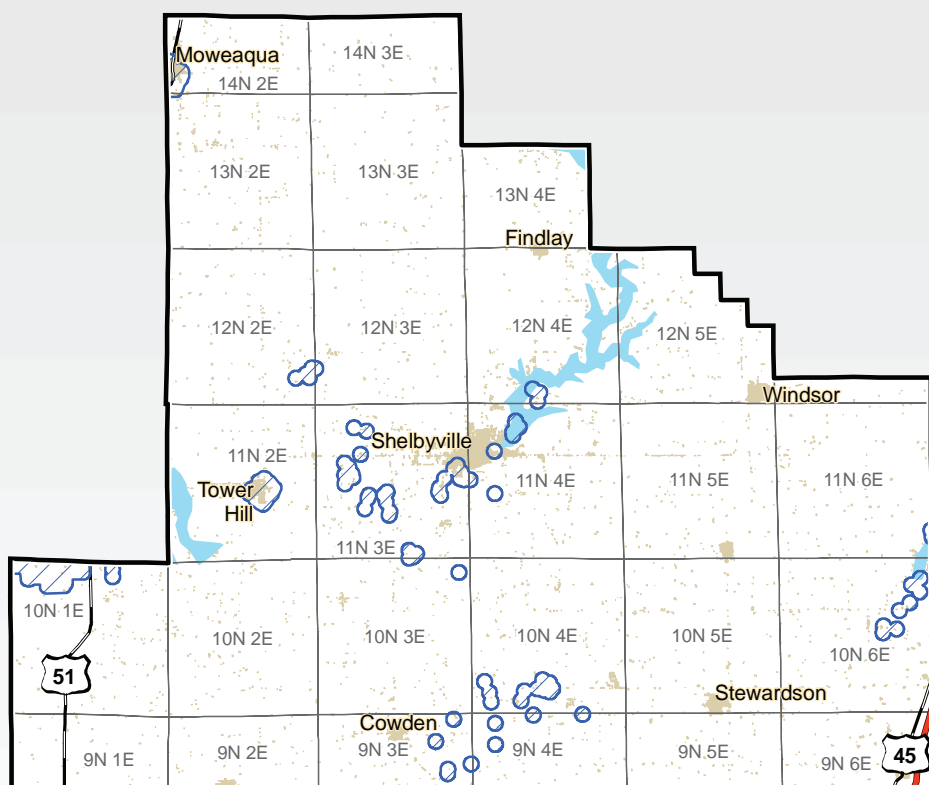 14N 3E
Moweaqua
14N 2E
13N 2E
13N 3E
13N 4E
Findlay
12N 2E
12N 3E
12N 4E
12N 5E
Windsor
Shelbyville
11N 2E
11N 4E
11N 5E
11N 6E
Tower
Hill
11N 3E
10N 1E
10N 2E
10N 3E
10N 4E
10N 5E
10N 6E
51
Stewardson
Cowden
9N 1E
9N 2E
9N 3E
9N 4E
9N 5E
9N 6E
45